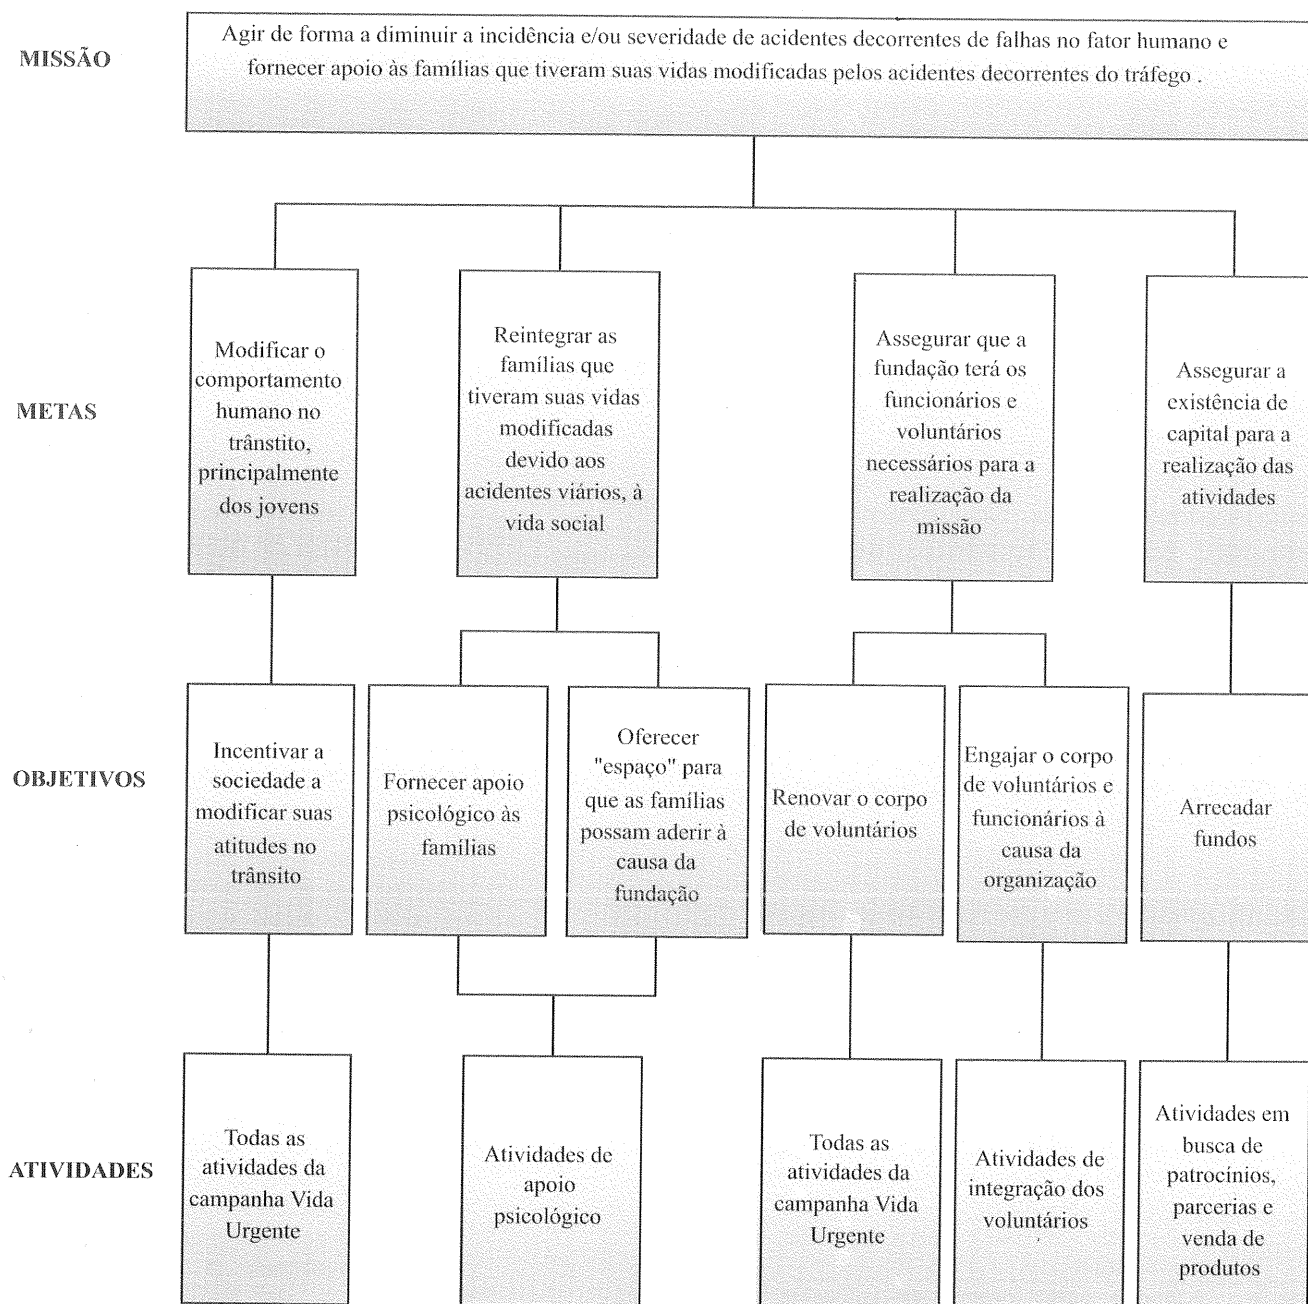 MISSÃO
Agir de forma a diminuir a incidência e/ou severidade de acidentes decorrentes de falhas no fator humano e
fornecer apoio às famílias que tiveram suas vidas modificadas pelos acidentes decorrentes do tráfego .
METAS
Modificar o
comportamento
humano no
trânstito,
principalmente
dos jovens
Reintegrar as
famílias que
tiveram suas vidas
modificadas
devido aos
acidentes viários, à
vida social
Assegurar que a
fundação terá os
funcionários e
voluntários
necessários para a
realização da
missão
Assegurar a
existência de
capital para a
realização das
atividades
OBJETIVOS
Incentivar a
sociedade a
modificar suas
atitudes no
trânsito
Fornecer apoio
psicológico às
famílias
Oferecer
"espaço" para
que as famílias
possam aderir à
causa da
fundação
Renovar o corpo
de voluntários
Engajar o corpo
de voluntários e
funcionários à
causa da
organização
Arrecadar
fundos
ATIVIDADES
Todas as
atividades da
campanha Vida
Urgente
Atividades de
apoio
psicológico
Todas as
atividades da
campanha Vida
Urgente
Atividades de
integração dos
voluntários
Atividades em
busca de
patrocínios,
parcerias e
venda de
produtos